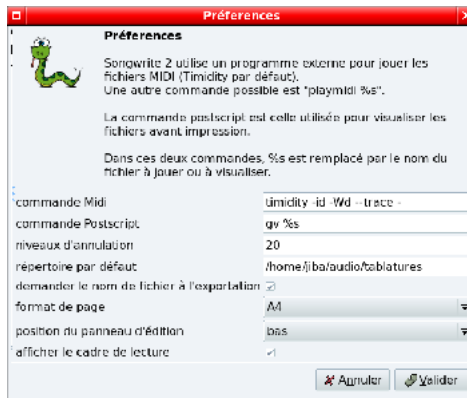 Préferences
Préferences
Songwrite 2 utilise un programme externe pour jouer les
fichiers MIDI (Timidity par défaut).
Une autre commande possible est "playmidi %s".
La commande postscript est celle utilisée pour visualiser les
fichiers avant impression.
Dans ces deux commandes, %s est remplacé par le nom du
fichier à jouer ou à visualiser.
commande Midi timidity -id -Wd --trace -
commande Postscript gv %s
niveaux d'annulation 20
répertoire par défaut /home/jiba/audio/tablatures
demander le nom de fichier à l'exportation
format de page A4
position du panneau d'édition bas
afficher le cadre de lecture
Annuler Valider